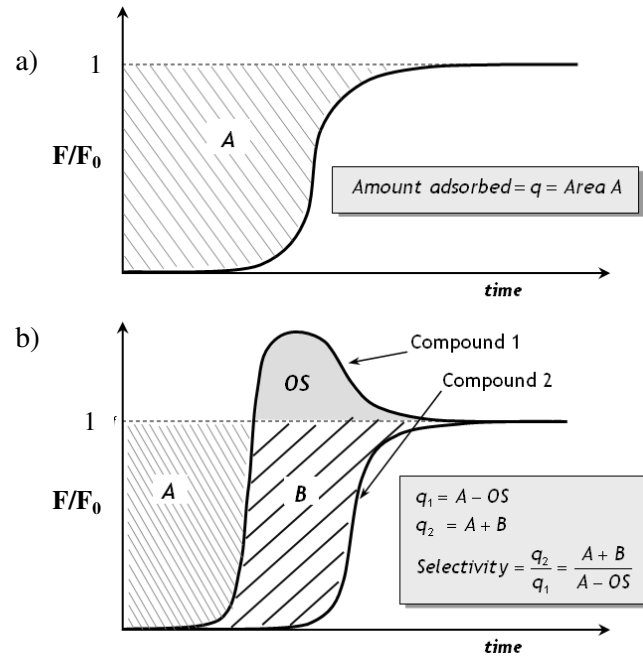 a)
1
F/F₀
A
Amount adsorbed = q = Area A
time
b)
Compound 1
Compound 2
OS
1
A
B
F/F₀
q₁ = A − OS
q₂ = A + B
Selectivity = q₂/q₁ = (A + B)/(A − OS)
time